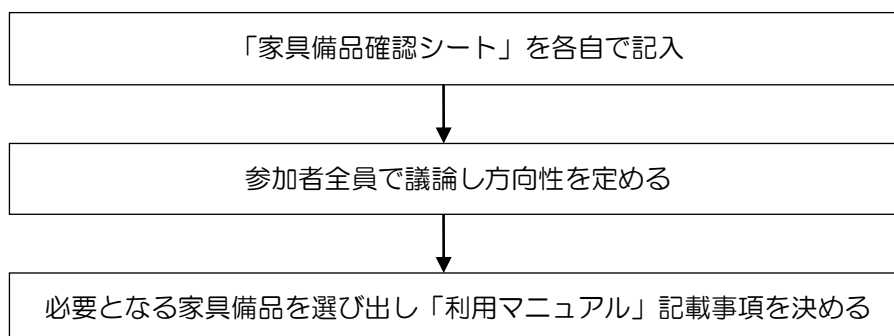 「家具備品確認シート」を各自で記入
参加者全員で議論し方向性を定める
必要となる家具備品を選び出し「利用マニュアル」記載事項を決める